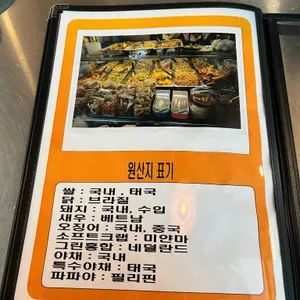 원산지 표기
쌀 : 국내 . 태국
닭 : 브라질
돼지 : 국내, 수입
새우 : 베트남
오징어 : 국내, 중국
소프트크랩 : 미얀마
그린홍합 : 네덜란드
야채 : 국내
특수야채 : 태국
파파야 : 필리핀